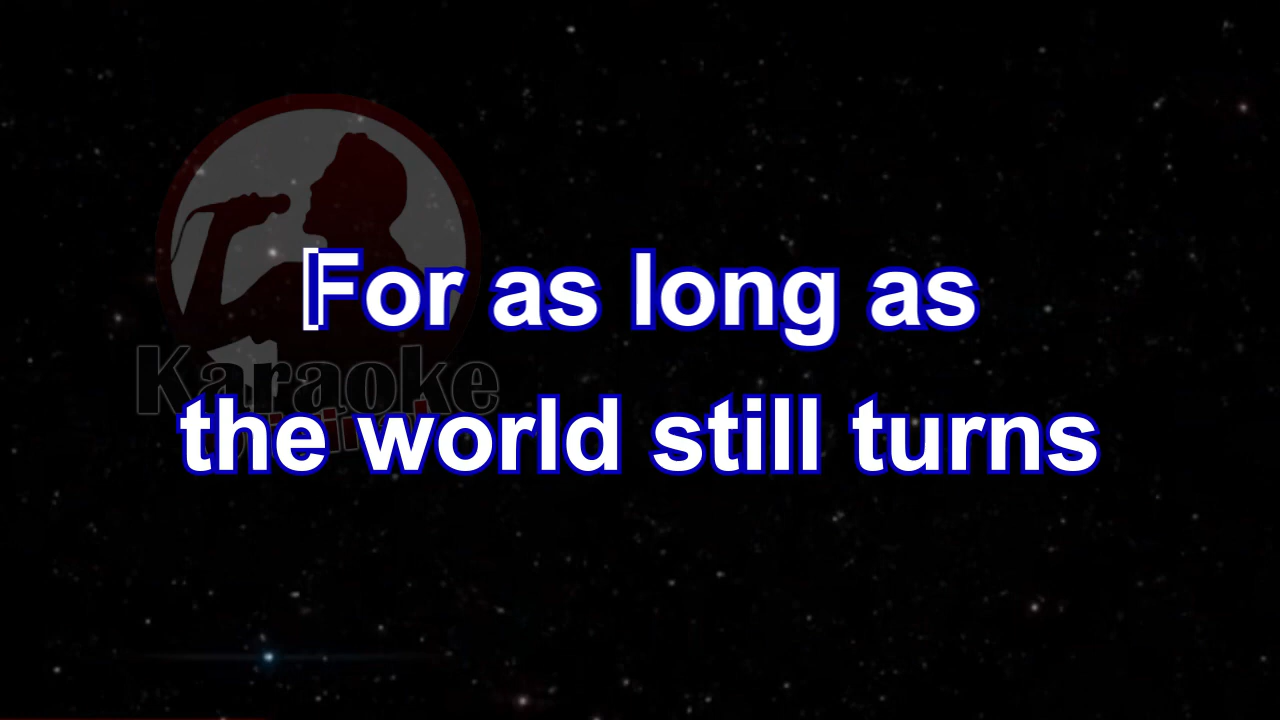 For as long as
Karaoke
the world still turns